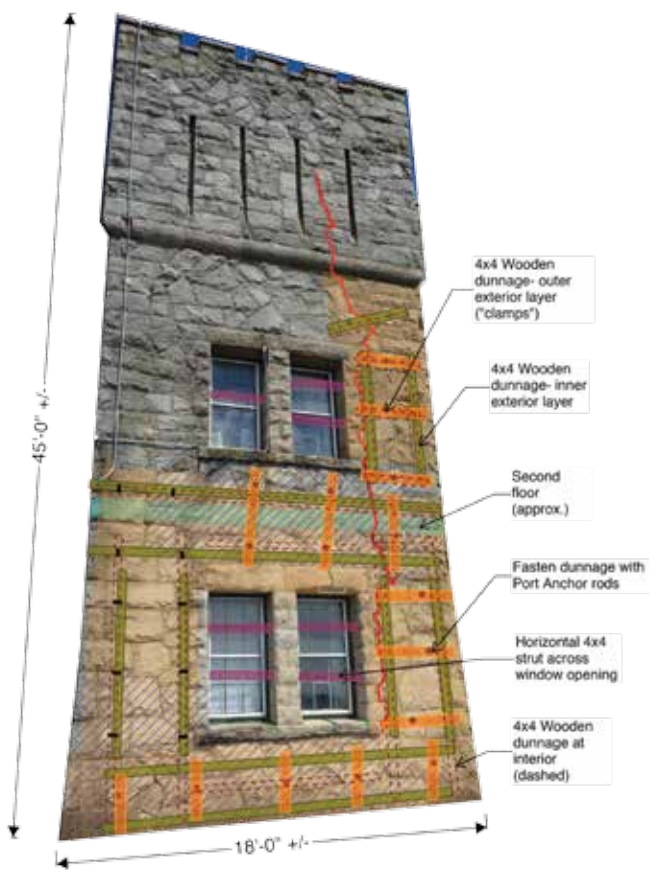 4x4 Wooden
dunnage- outer
exterior layer
("clamps")
4x4 Wooden
dunnage- inner
exterior layer
Second
floor
(approx.)
Fasten dunnage with
Port Anchor rods
Horizontal 4x4
strut across
window opening
4x4 Wooden
dunnage at
interior
(dashed)
45'-0" +/-
18'-0" +/-